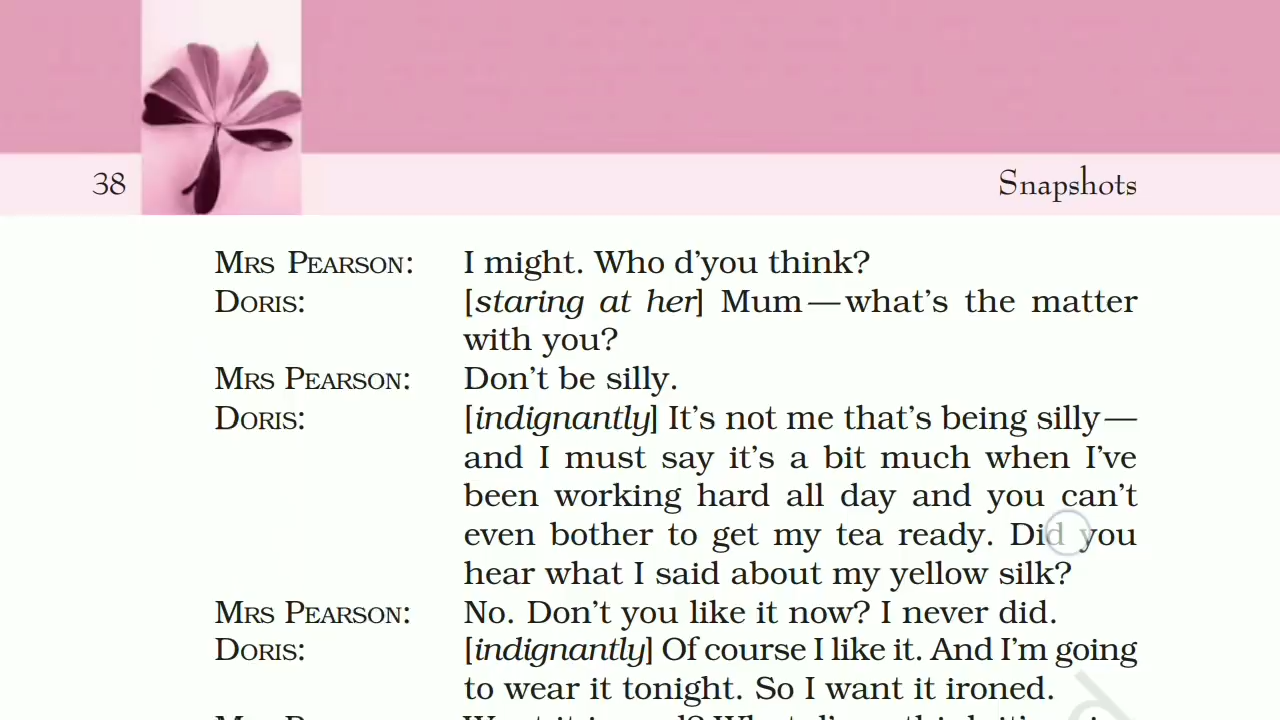 38
Snapshots
MRS PEARSON: I might. Who d'you think?
DORIS: [staring at her] Mum—what's the matter
with you?
MRS PEARSON: Don't be silly.
DORIS: [indignantly] It's not me that's being silly—
and I must say it's a bit much when I've
been working hard all day and you can't
even bother to get my tea ready. Did you
hear what I said about my yellow silk?
MRS PEARSON: No. Don't you like it now? I never did.
DORIS: [indignantly] Of course I like it. And I'm going
to wear it tonight. So I want it ironed.